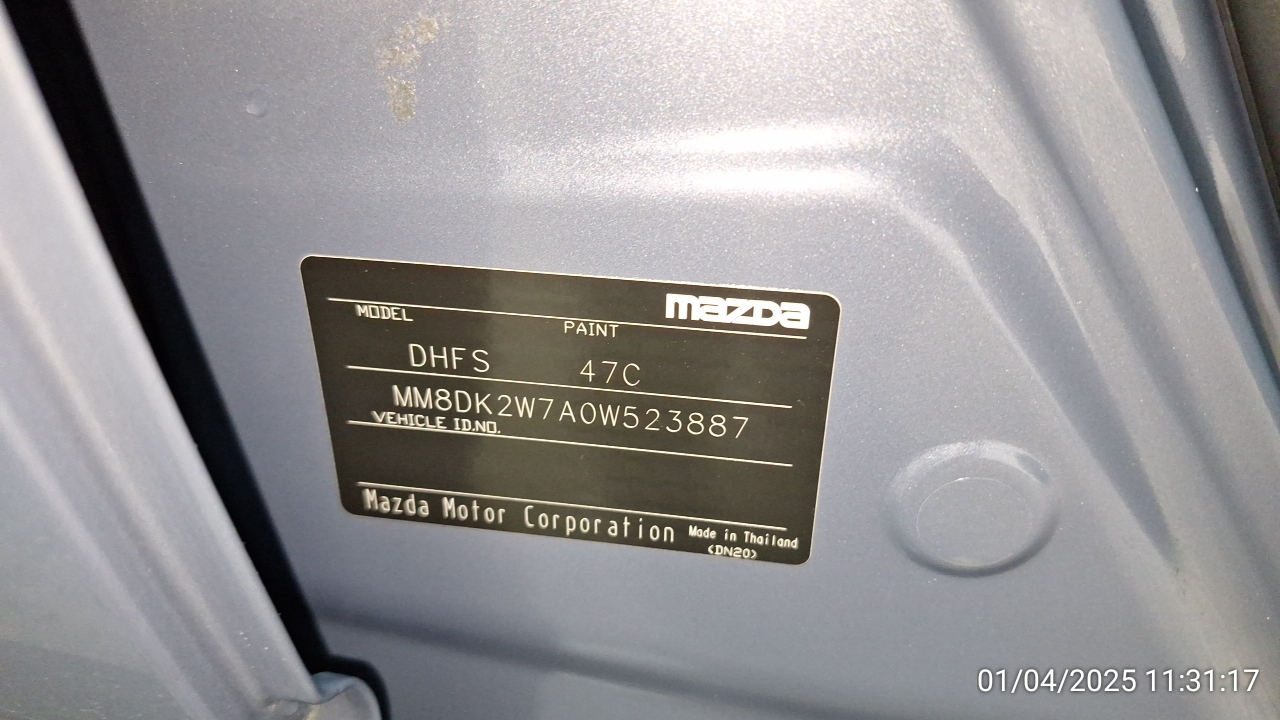 mazda
MODEL PAINT
DHFS 47C
MM8DK2W7A0W523887
VEHICLE ID.NO.
Mazda Motor Corporation Made in Thailand
(DN20)
01/04/2025 11:31:17